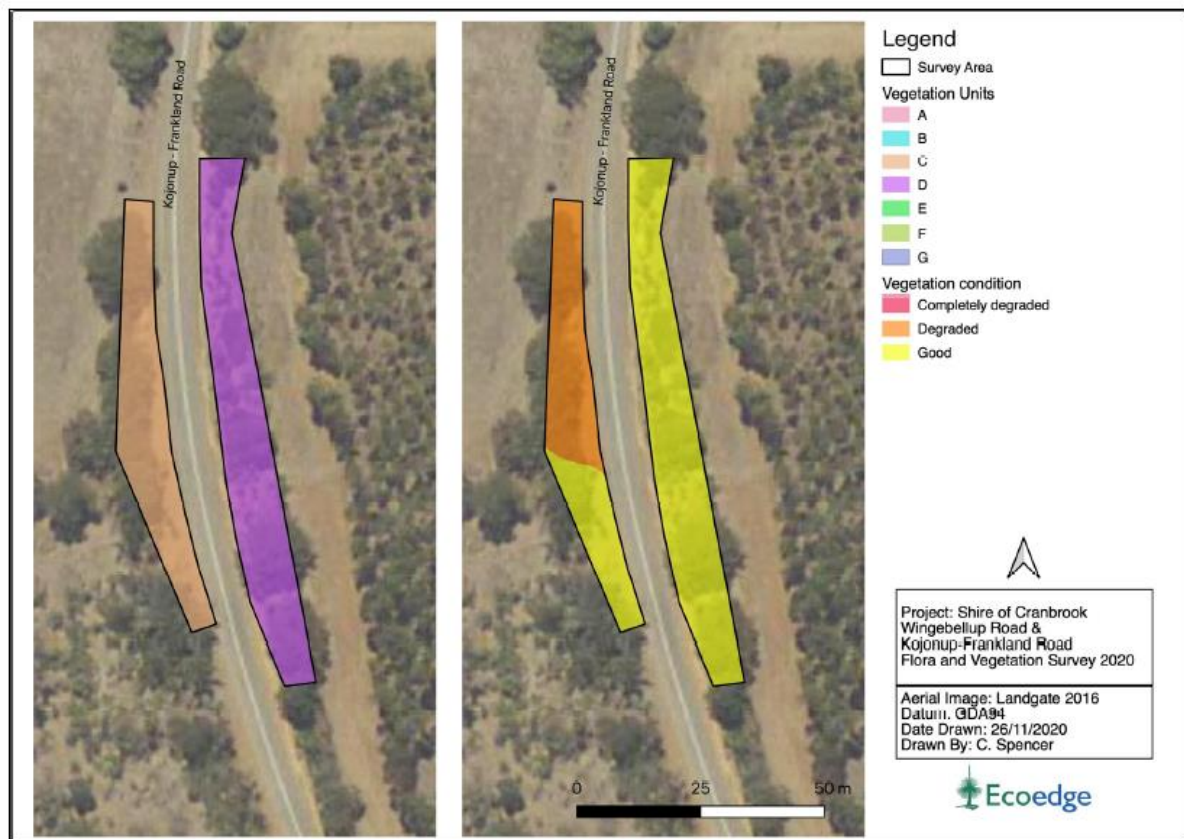 Kojonup - Frankland Road
Kojonup - Frankland Road
Legend
Survey Area
Vegetation Units
A
B
C
D
E
F
G
Vegetation condition
Completely degraded
Degraded
Good
Project: Shire of Cranbrook
Wingebellup Road &
Kojonup-Frankland Road
Flora and Vegetation Survey 2020
Aerial Image: Landgate 2016
Datum: GDA94
Date Drawn: 26/11/2020
Drawn By: C. Spencer
0 25 50 m
Ecoedge